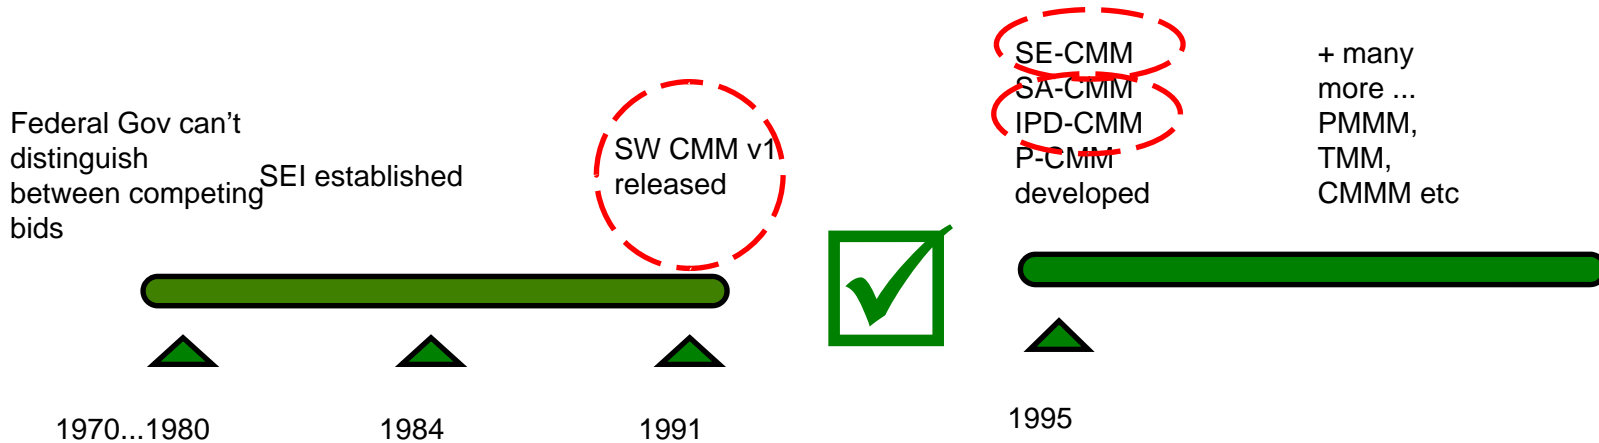 Federal Gov can't
distinguish
between competing
bids
SEI established
SW CMM v1
released
SE-CMM
SA-CMM
IPD-CMM
P-CMM
developed
+ many
more ...
PMMM,
TMM,
CMMM etc
1970...1980
1984
1991
1995